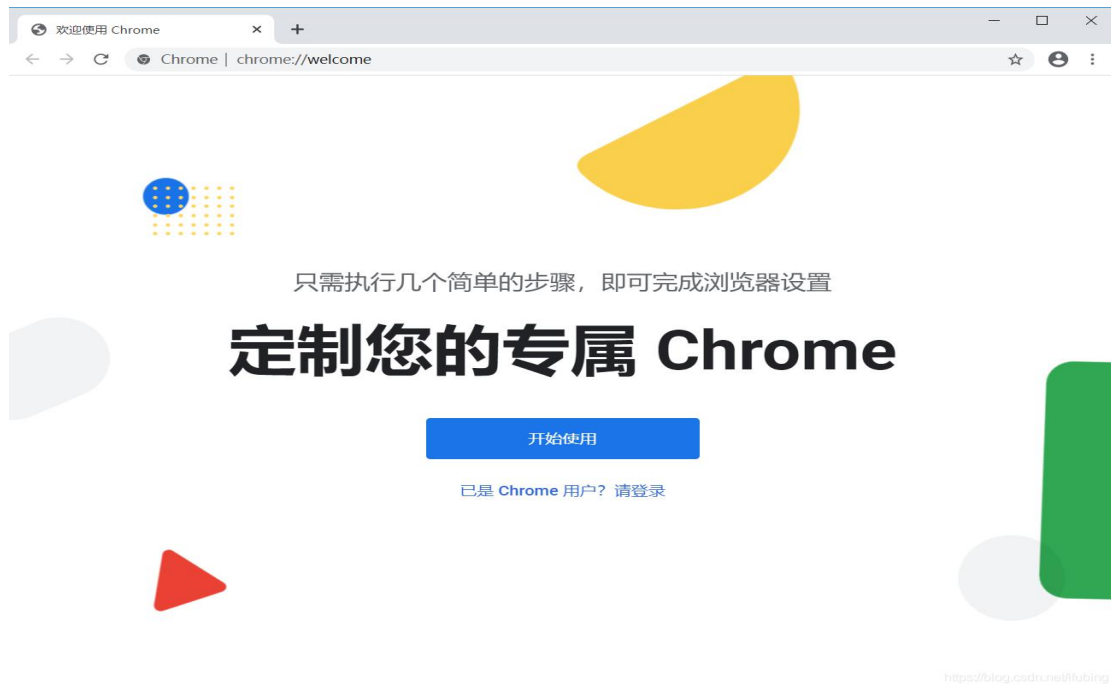 欢迎使用 Chrome
Chrome | chrome://welcome
只需执行几个简单的步骤，即可完成浏览器设置
定制您的专属 Chrome
开始使用
已是 Chrome 用户？请登录
https://blog.csdn.net/ifubing